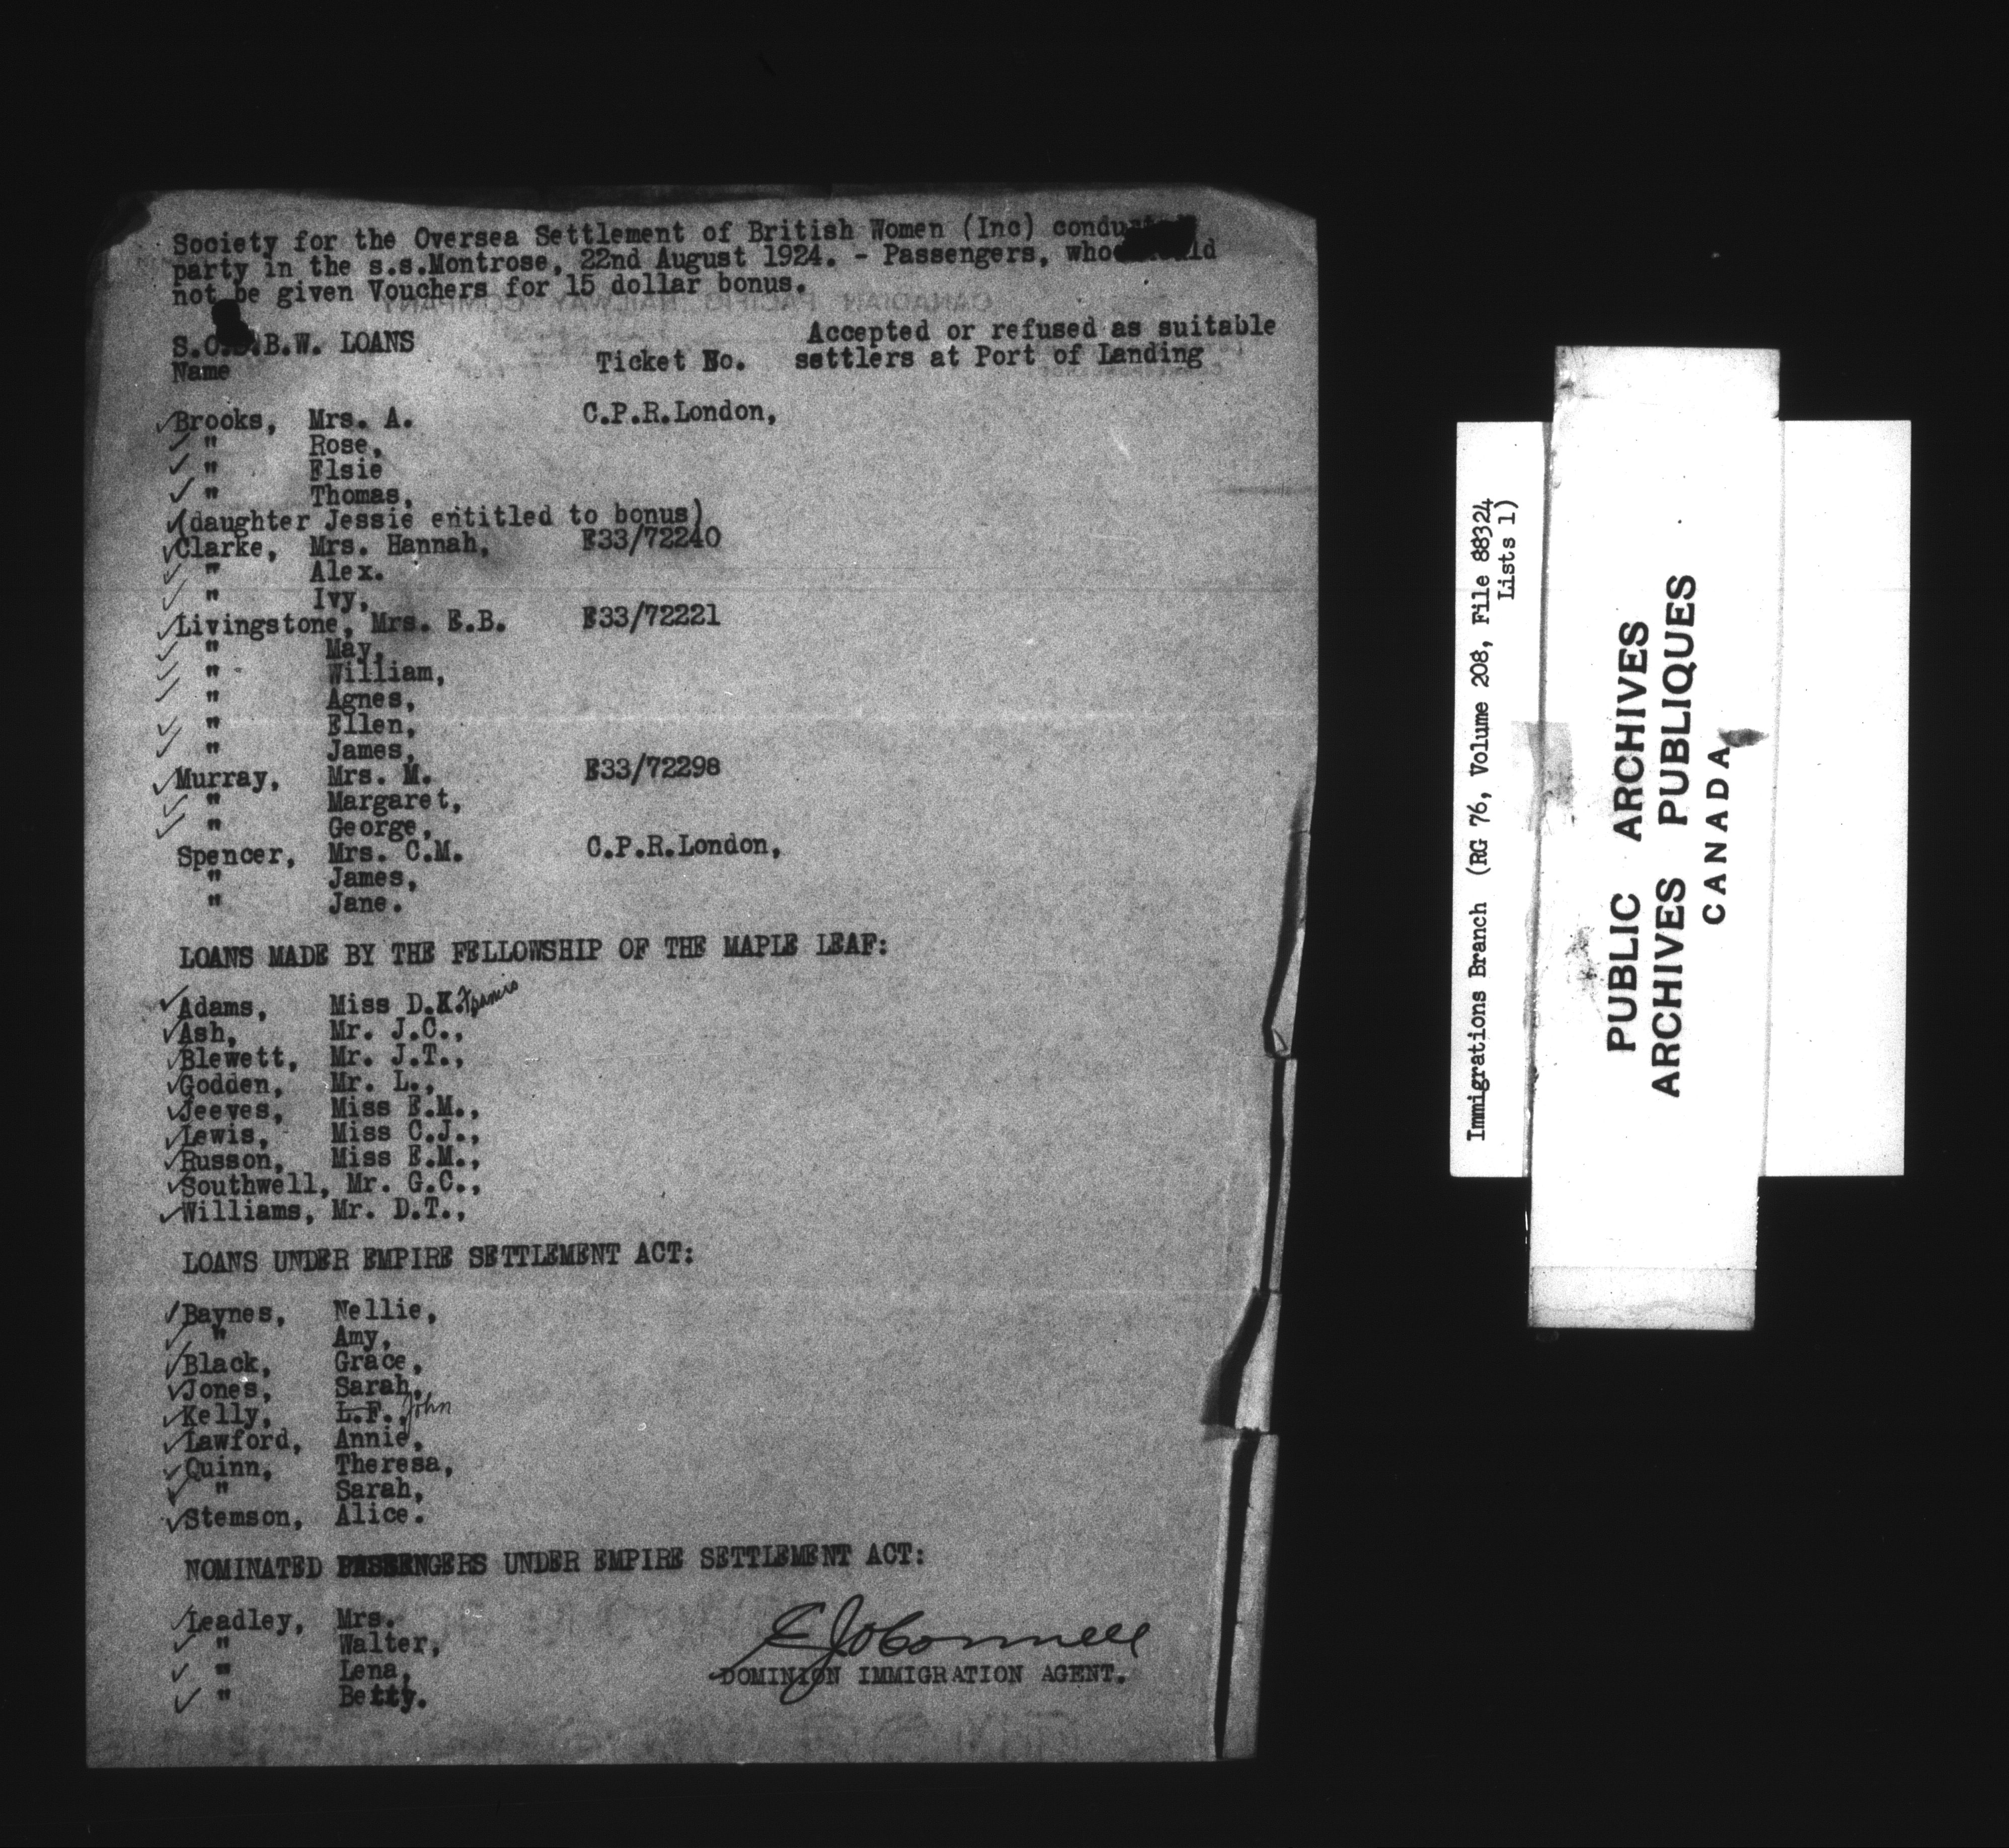 Society for the Oversea Settlement of British Women (Inc)
party in the s.s.Montrose, 22nd August 1924. - Passengers, who
not be given Vouchers for 15 dollar bonus.
S.O.S.B.W. LOANS
Accepted or refused as suitable
Name
Ticket No.
settlers at Port of Landing
✓Brooks, Mrs. A. C.P.R.London,
✓ " Rose,
✓ " Elsie
✓ " Thomas,
✓(daughter Jessie entitled to bonus)
✓Clarke, Mrs. Hannah, E33/72240
✓ " Alex.
✓ " Ivy,
✓Livingstone, Mrs. E.B. E33/72221
✓ " May,
✓ " William,
✓ " Agnes,
✓ " Ellen,
✓ " James,
✓Murray, Mrs. M. E33/72298
✓ " Margaret,
✓ " George,
Spencer, Mrs. C.M. C.P.R.London,
" James,
" Jane.
LOANS MADE BY THE FELLOWSHIP OF THE MAPLE LEAF:
✓Adams, Miss D.K.
✓Ash, Mr. J.C.,
✓Blewett, Mr. J.T.,
✓Godden, Mr. L.,
✓Jeeves, Miss E.M.,
✓Lewis, Miss C.J.,
✓Russon, Miss E.M.,
✓Southwell, Mr. G.C.,
✓Williams, Mr. D.T.,
LOANS UNDER EMPIRE SETTLEMENT ACT:
✓Baynes, Nellie,
✓ " Amy,
✓Black, Grace,
✓Jones, Sarah,
✓Kelly, L.F., John
✓Lawford, Annie,
✓Quinn, Theresa,
✓ " Sarah,
✓Stemson, Alice.
NOMINATED PASSENGERS UNDER EMPIRE SETTLEMENT ACT:
✓Leadley, Mrs.
✓ " Walter,
✓ " Lena,
✓ " Betty.
E JO'Connell
DOMINION IMMIGRATION AGENT.
Immigrations Branch (RG 76, Volume 208, File 88324
Lists 1)
PUBLIC ARCHIVES
ARCHIVES PUBLIQUES
CANADA